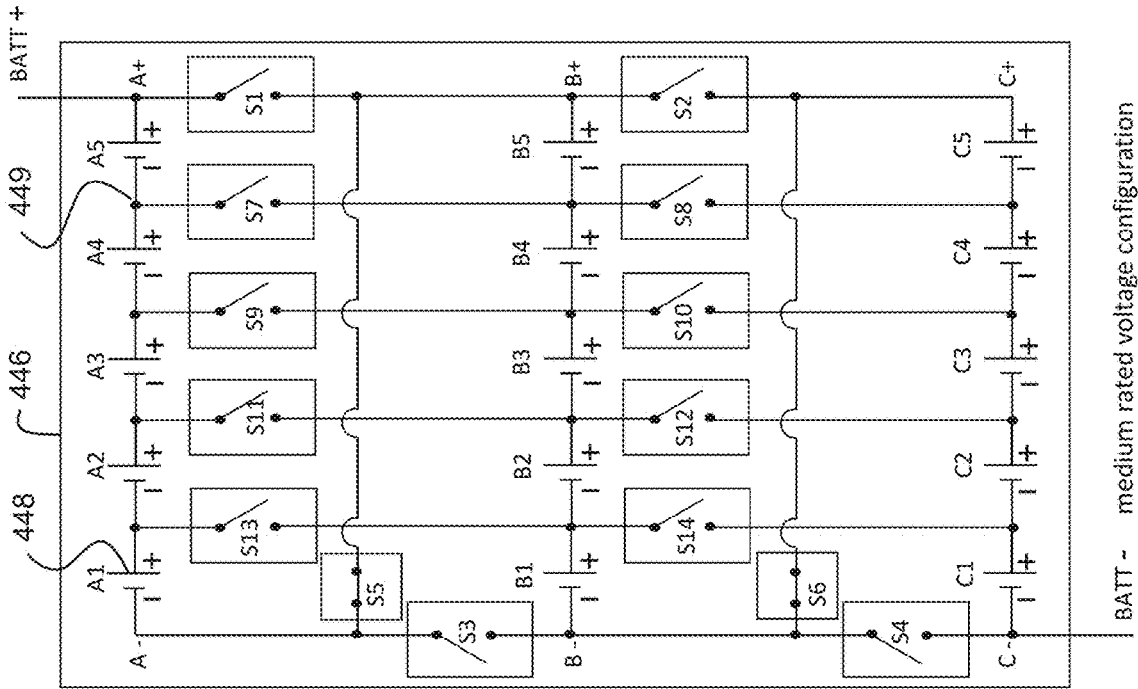 BATT +
446
448
449
A -
A1
A2
A3
A4
A5
A+
− +
− +
− +
− +
− +
S13
S11
S9
S7
S1
S5
S3
B -
B1
B2
B3
B4
B5
B+
− +
− +
− +
− +
− +
S14
S12
S10
S8
S2
S6
S4
C -
C1
C2
C3
C4
C5
C+
− +
− +
− +
− +
− +
BATT -
medium rated voltage configuration